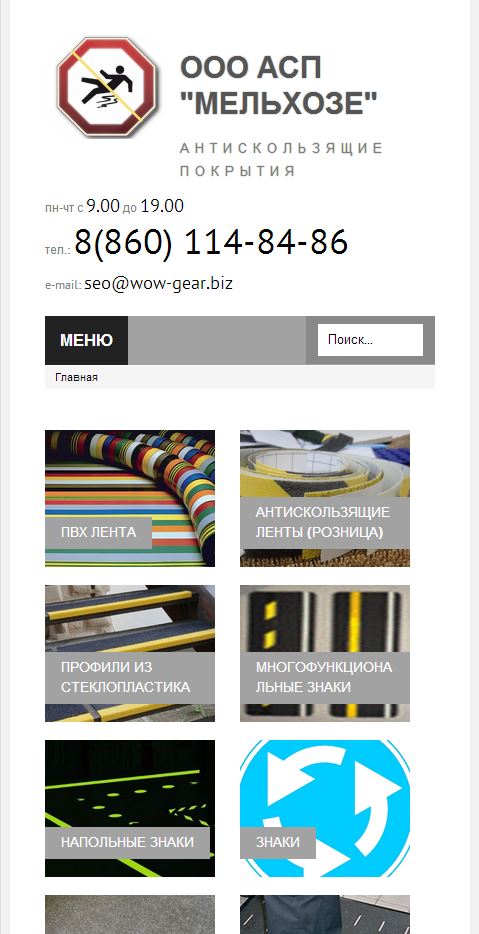 ООО АСП
"МЕЛЬХОЗЕ"
АНТИСКОЛЬЗЯЩИЕ
ПОКРЫТИЯ
пн-чт с 9.00 до 19.00
тел.: 8(860) 114-84-86
e-mail: seo@wow-gear.biz
МЕНЮ
Поиск...
Главная
ПВХ ЛЕНТА
АНТИСКОЛЬЗЯЩИЕ
ЛЕНТЫ (РОЗНИЦА)
ПРОФИЛИ ИЗ
СТЕКЛОПЛАСТИКА
МНОГОФУНКЦИОНА
ЛЬНЫЕ ЗНАКИ
НАПОЛЬНЫЕ ЗНАКИ
ЗНАКИ